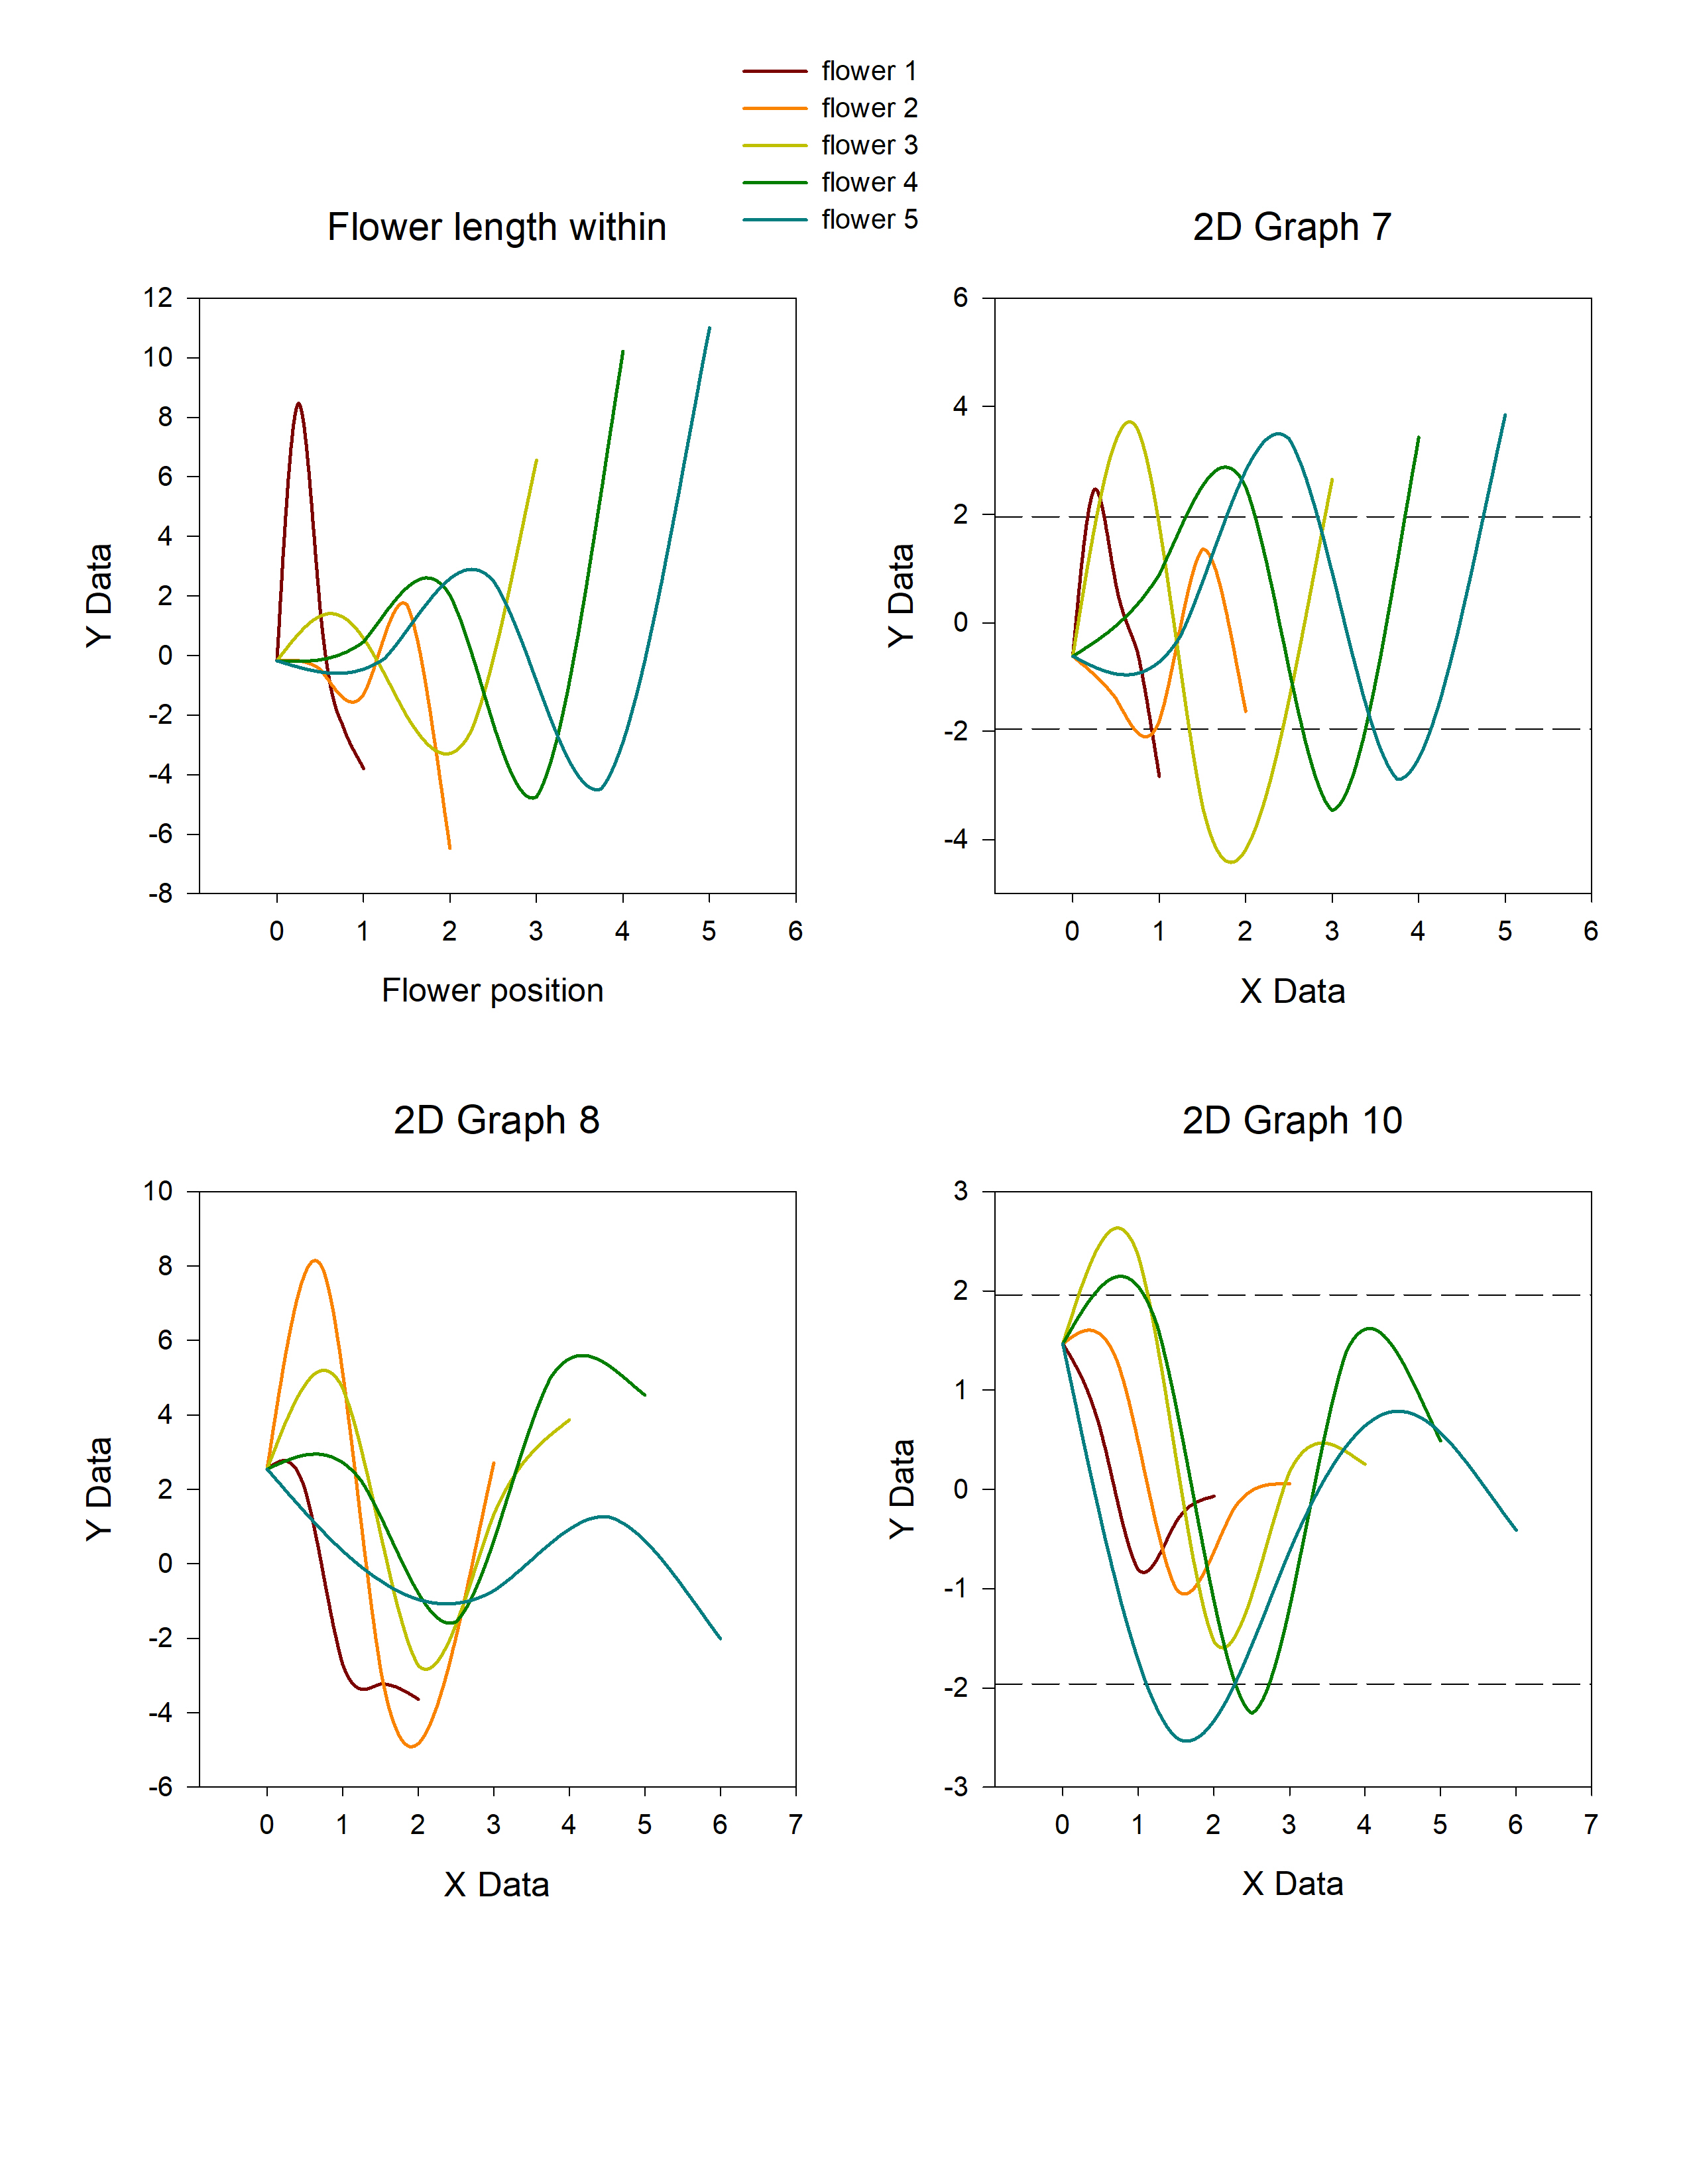 flower 1
flower 2
flower 3
flower 4
flower 5
Flower length within
12
10
8
6
4
2
0
-2
-4
-6
-8
Y Data
0 1 2 3 4 5 6
Flower position
2D Graph 7
6
4
2
0
-2
-4
Y Data
0 1 2 3 4 5 6
X Data
2D Graph 8
10
8
6
4
2
0
-2
-4
-6
Y Data
0 1 2 3 4 5 6 7
X Data
2D Graph 10
3
2
1
0
-1
-2
-3
Y Data
0 1 2 3 4 5 6 7
X Data